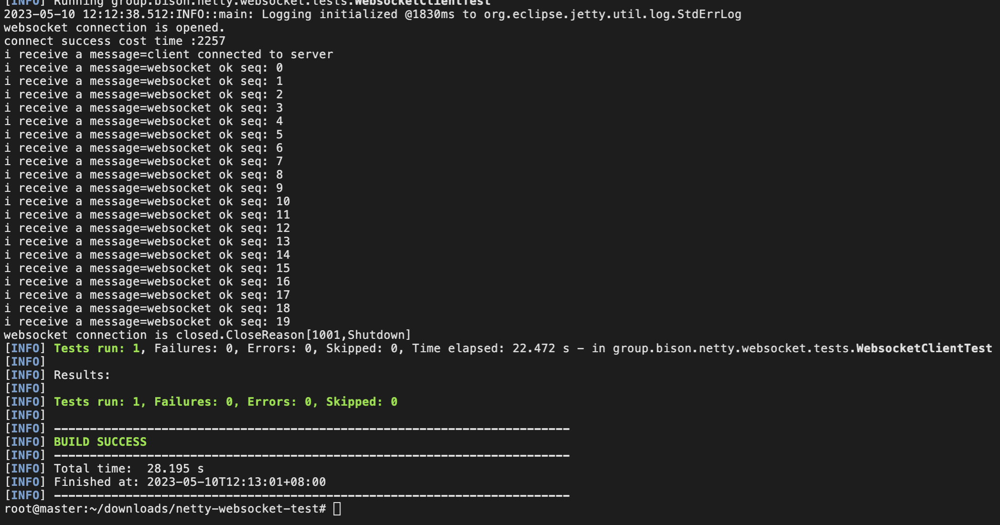 [INFO] Running group.bison.netty.websocket.tests.WebsocketClientTest
2023-05-10 12:12:38.512:INFO::main: Logging initialized @1830ms to org.eclipse.jetty.util.log.StdErrLog
websocket connection is opened.
connect success cost time :2257
i receive a message=client connected to server
i receive a message=websocket ok seq: 0
i receive a message=websocket ok seq: 1
i receive a message=websocket ok seq: 2
i receive a message=websocket ok seq: 3
i receive a message=websocket ok seq: 4
i receive a message=websocket ok seq: 5
i receive a message=websocket ok seq: 6
i receive a message=websocket ok seq: 7
i receive a message=websocket ok seq: 8
i receive a message=websocket ok seq: 9
i receive a message=websocket ok seq: 10
i receive a message=websocket ok seq: 11
i receive a message=websocket ok seq: 12
i receive a message=websocket ok seq: 13
i receive a message=websocket ok seq: 14
i receive a message=websocket ok seq: 15
i receive a message=websocket ok seq: 16
i receive a message=websocket ok seq: 17
i receive a message=websocket ok seq: 18
i receive a message=websocket ok seq: 19
websocket connection is closed.CloseReason[1001,Shutdown]
[INFO] Tests run: 1, Failures: 0, Errors: 0, Skipped: 0, Time elapsed: 22.472 s - in group.bison.netty.websocket.tests.WebsocketClientTest
[INFO]
[INFO] Results:
[INFO]
[INFO] Tests run: 1, Failures: 0, Errors: 0, Skipped: 0
[INFO]
[INFO] ------------------------------------------------------------------------
[INFO] BUILD SUCCESS
[INFO] ------------------------------------------------------------------------
[INFO] Total time:  28.195 s
[INFO] Finished at: 2023-05-10T12:13:01+08:00
[INFO] ------------------------------------------------------------------------
root@master:~/downloads/netty-websocket-test#